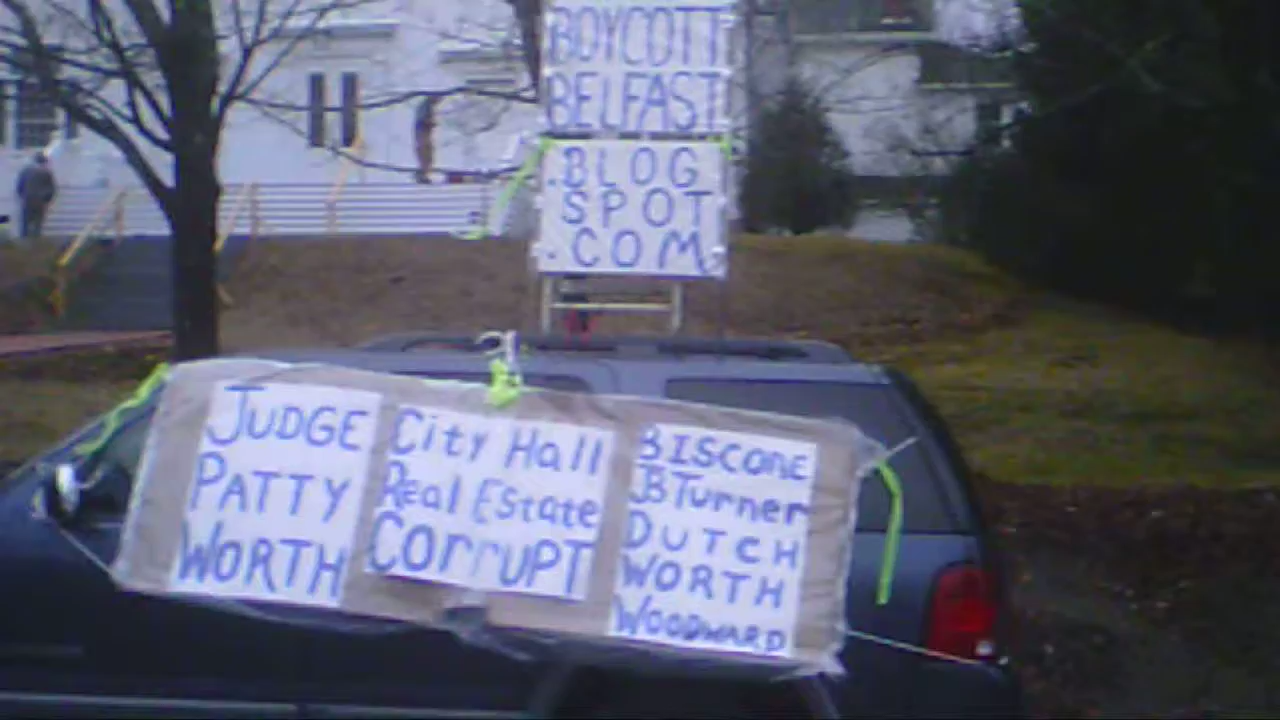 BOYCOTT
BELFAST
.BLOG
SPOT
.COM
JUDGE
PATTY
WORTH
City Hall
Real Estate
CORRUPT
BISCONE
JBTurner
DUTCH
WORTH
WOODWARD